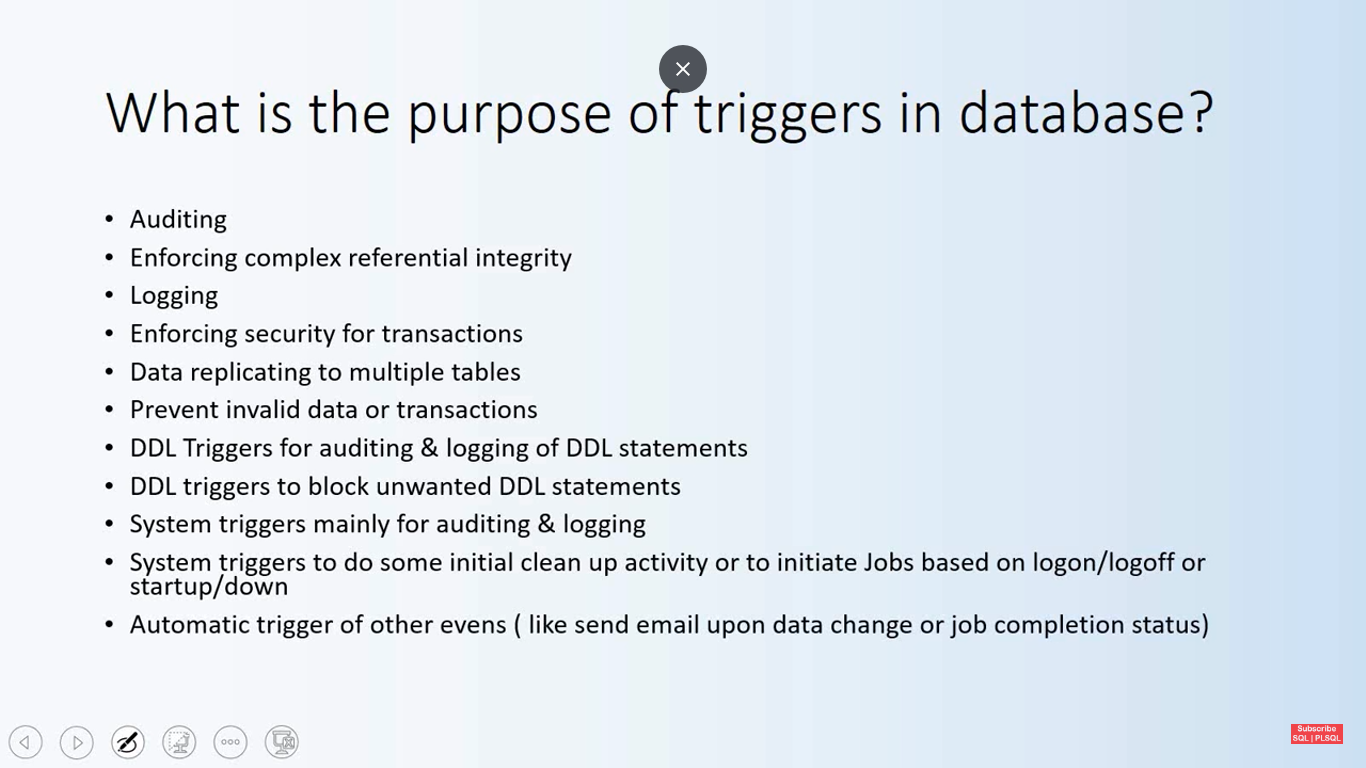 What is the purpose of triggers in database?
• Auditing
• Enforcing complex referential integrity
• Logging
• Enforcing security for transactions
• Data replicating to multiple tables
• Prevent invalid data or transactions
• DDL Triggers for auditing & logging of DDL statements
• DDL triggers to block unwanted DDL statements
• System triggers mainly for auditing & logging
• System triggers to do some initial clean up activity or to initiate Jobs based on logon/logoff or
startup/down
• Automatic trigger of other evens ( like send email upon data change or job completion status)
Subscribe
SQL | PLSQL